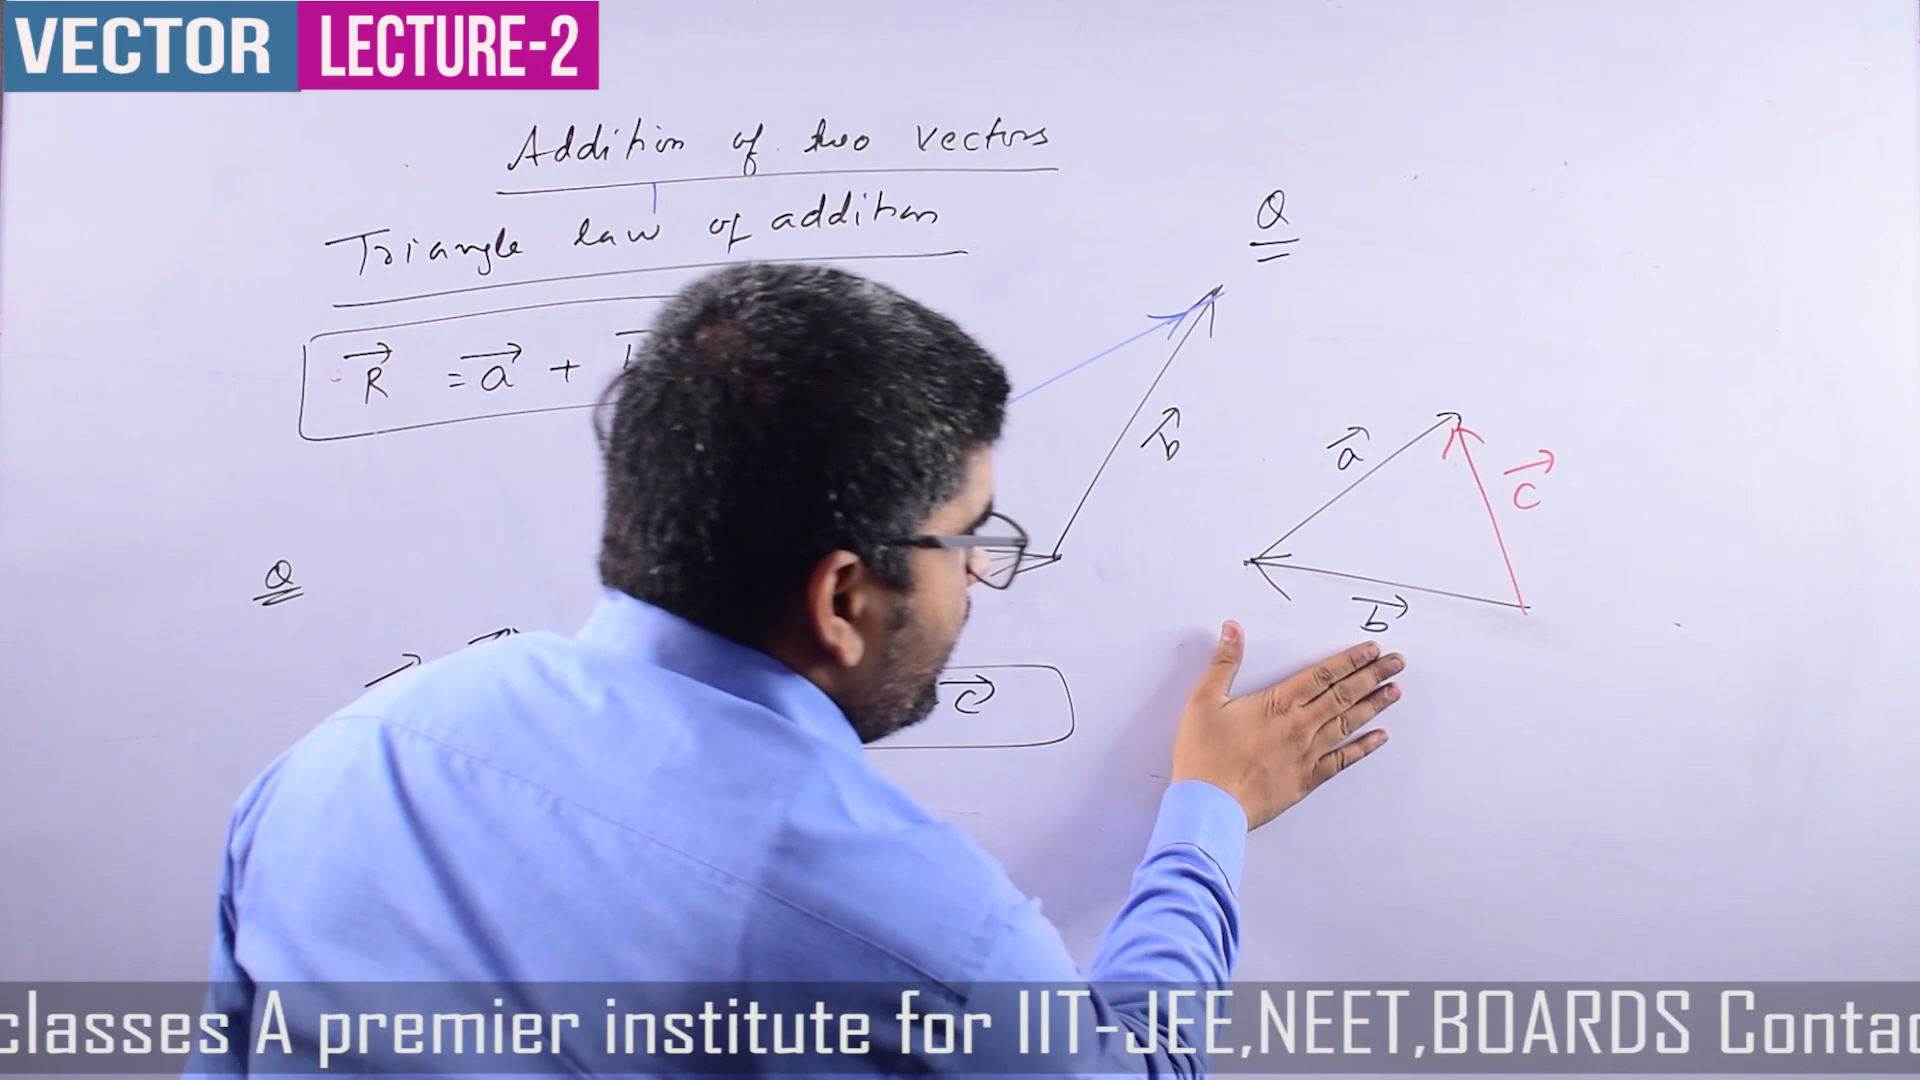 VECTOR LECTURE-2
Addition of two vectors
Triangle law of addition
R = a +
Q
b
a
c
b
Q
c
classes A premier institute for IIT-JEE,NEET,BOARDS Contac